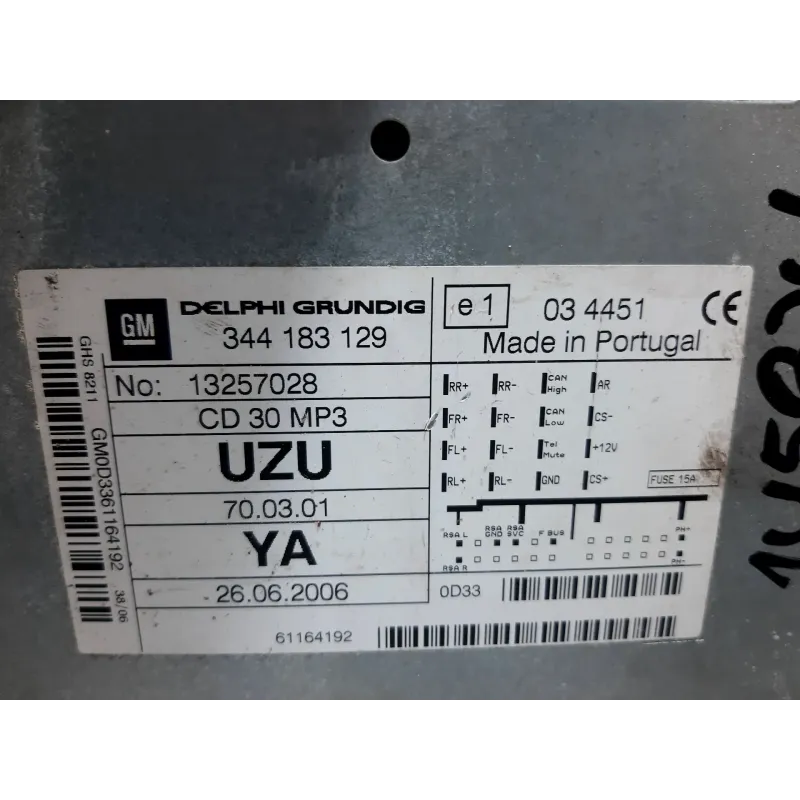 GM
DELPHI GRUNDIG
344 183 129
No: 13257028
CD 30 MP3
UZU
70.03.01
YA
26.06.2006
GHS 8211
GM0D3361164192
38/06
e1
03 4451
CE
Made in Portugal
RR+ RR- CAN High AR
FR+ FR- CAN Low CS-
FL+ FL- Tel Mute +12V
RL+ RL- GND CS+
FUSE 15A
RSA L RSA GND RSA SVC F BUS PH+
RSA R PH-
0D33
61164192